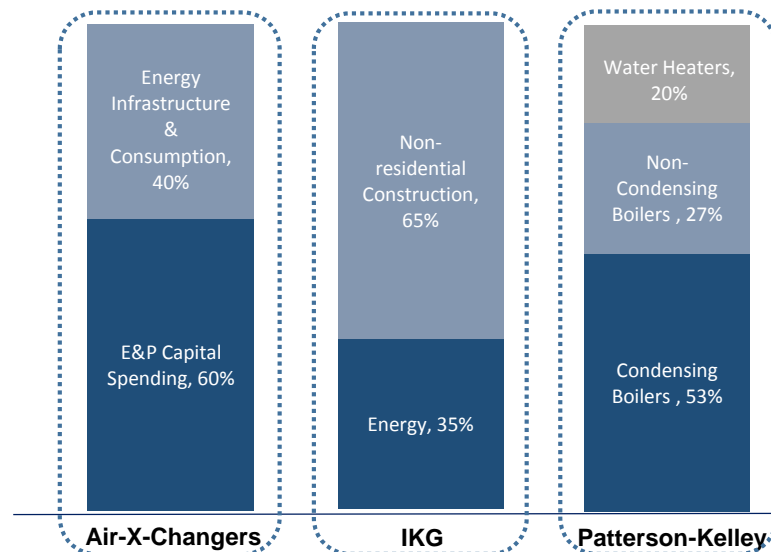 Energy
Infrastructure
&
Consumption,
40%
E&P Capital
Spending, 60%
Air-X-Changers
Non-
residential
Construction,
65%
Energy, 35%
IKG
Water Heaters,
20%
Non-
Condensing
Boilers , 27%
Condensing
Boilers , 53%
Patterson-Kelley